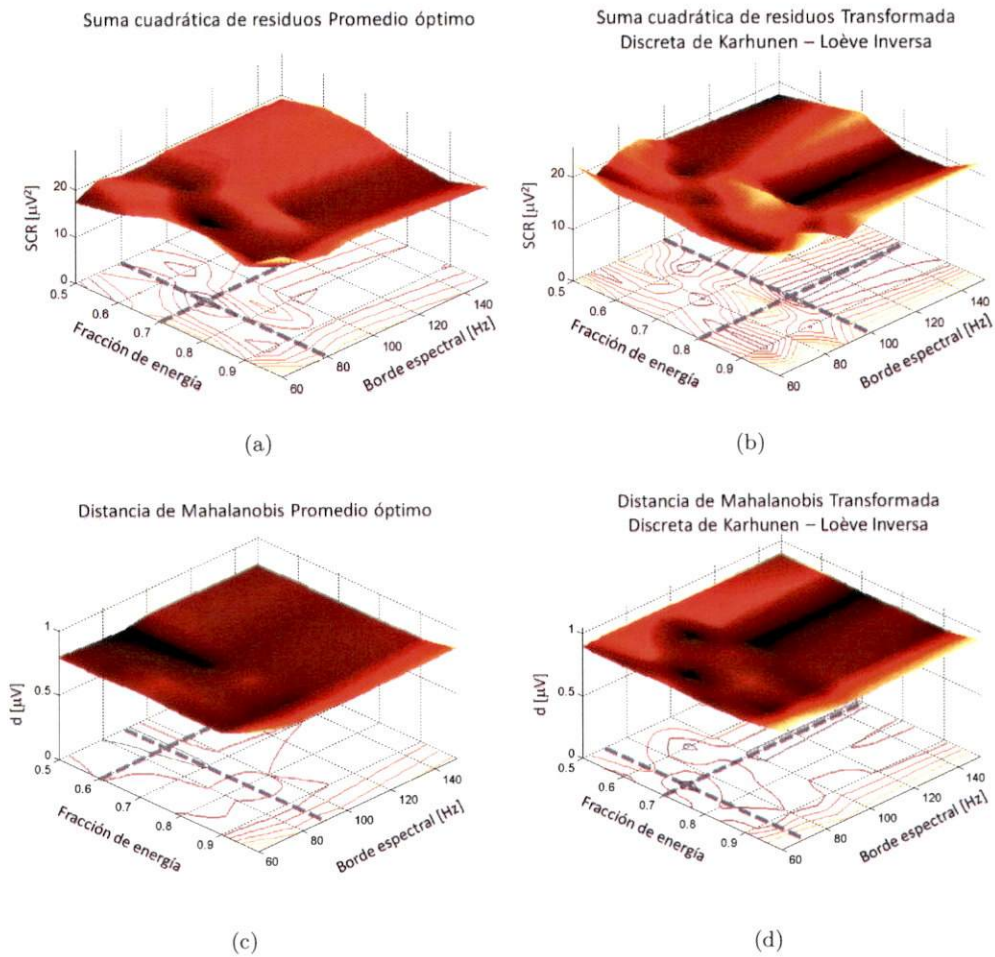 Suma cuadrática de residuos Promedio óptimo
SCR [µV²]
20
10
0
0.5
0.6
0.7
0.8
0.9
60
80
100
120
140
Fracción de energía
Borde espectral [Hz]
(a)
Suma cuadrática de residuos Transformada
Discreta de Karhunen – Loève Inversa
SCR [µV²]
20
10
0
0.5
0.6
0.7
0.8
0.9
60
80
100
120
140
Fracción de energía
Borde espectral [Hz]
(b)
Distancia de Mahalanobis Promedio óptimo
d [µV]
1
0.5
0
0.5
0.6
0.7
0.8
0.9
60
80
100
120
140
Fracción de energía
Borde espectral [Hz]
(c)
Distancia de Mahalanobis Transformada
Discreta de Karhunen – Loève Inversa
d [µV]
1
0.5
0
0.5
0.6
0.7
0.8
0.9
60
80
100
120
140
Fracción de energía
Borde espectral [Hz]
(d)